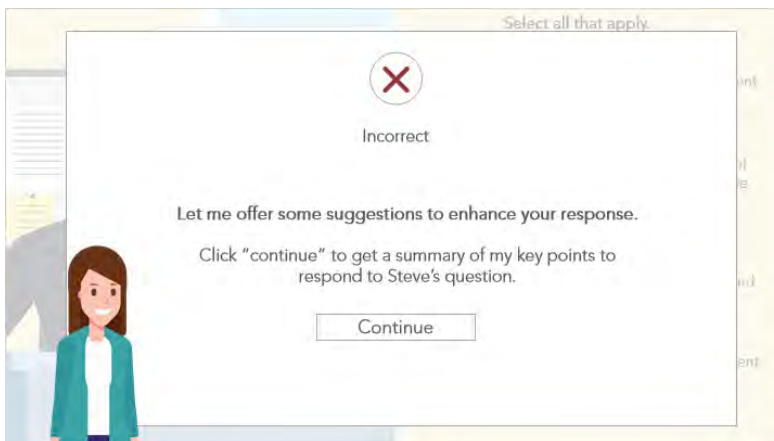 Select all that apply.
Incorrect
Let me offer some suggestions to enhance your response.
Click "continue" to get a summary of my key points to
respond to Steve's question.
Continue